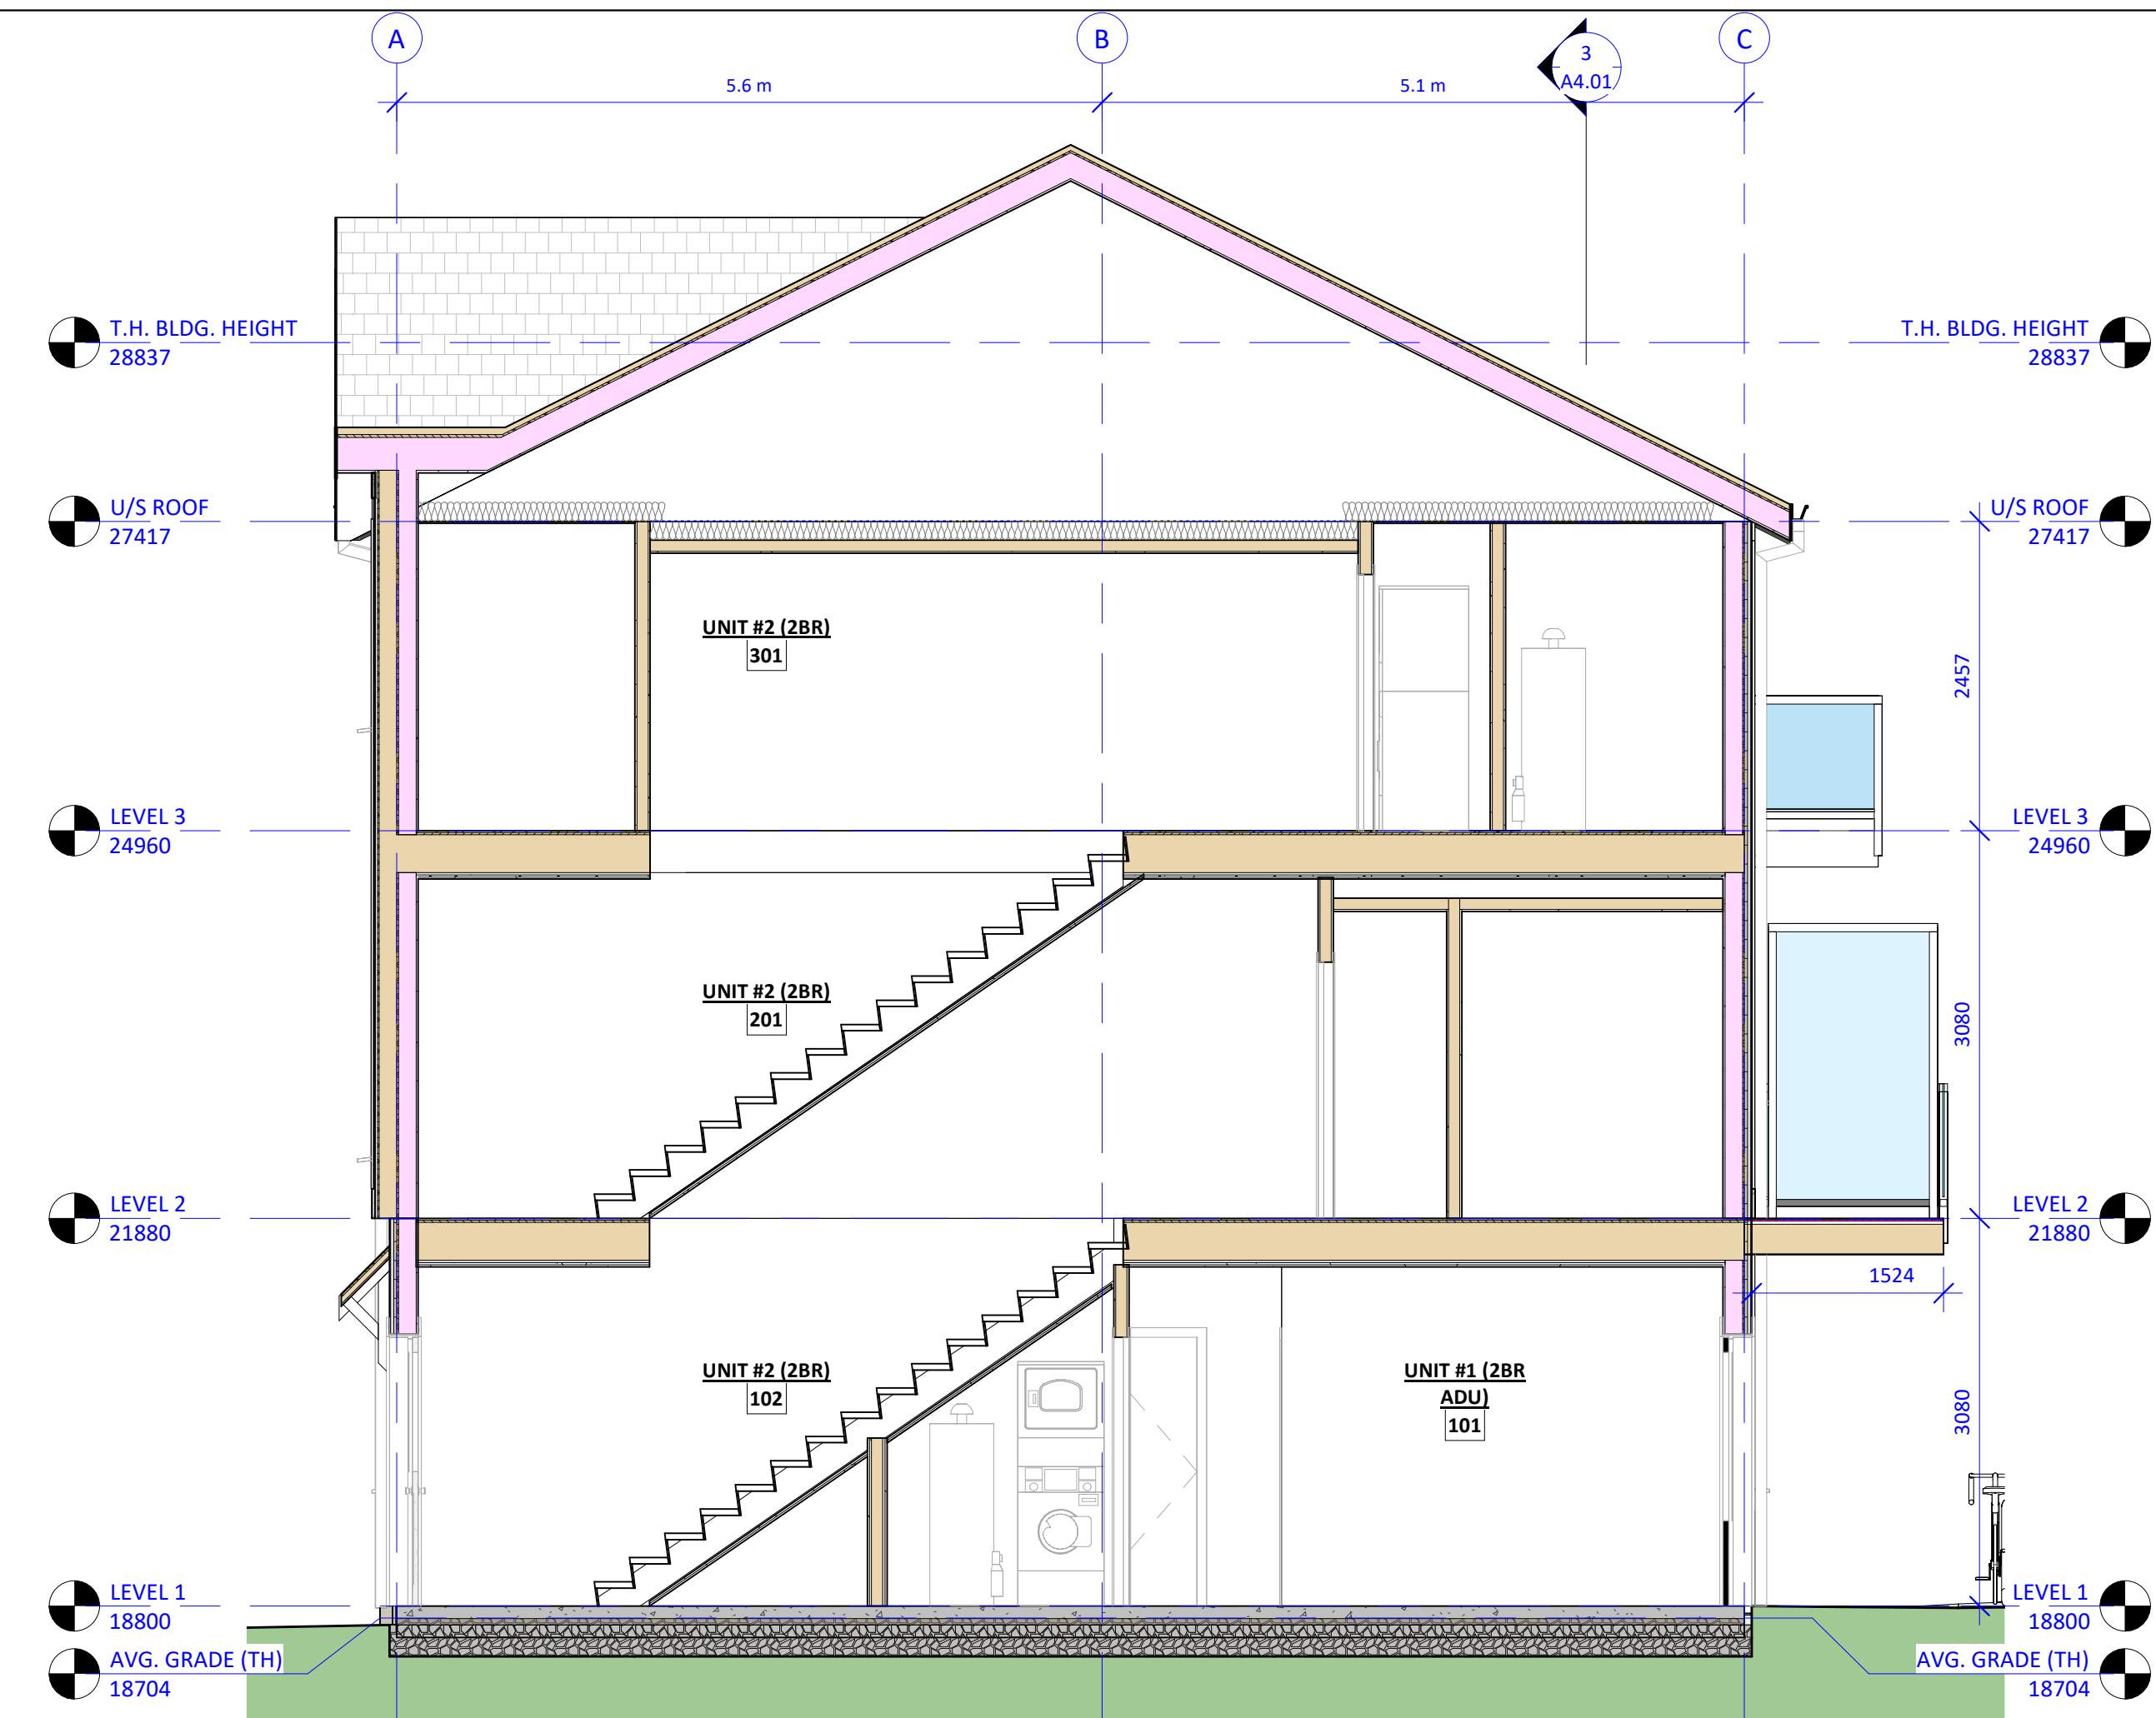 A
B
C
3
A4.01
5.6 m
5.1 m
T.H. BLDG. HEIGHT
28837
T.H. BLDG. HEIGHT
28837
U/S ROOF
27417
U/S ROOF
27417
UNIT #2 (2BR)
301
2457
LEVEL 3
24960
LEVEL 3
24960
UNIT #2 (2BR)
201
3080
LEVEL 2
21880
LEVEL 2
21880
1524
UNIT #2 (2BR)
102
UNIT #1 (2BR
ADU)
101
3080
LEVEL 1
18800
LEVEL 1
18800
AVG. GRADE (TH)
18704
AVG. GRADE (TH)
18704